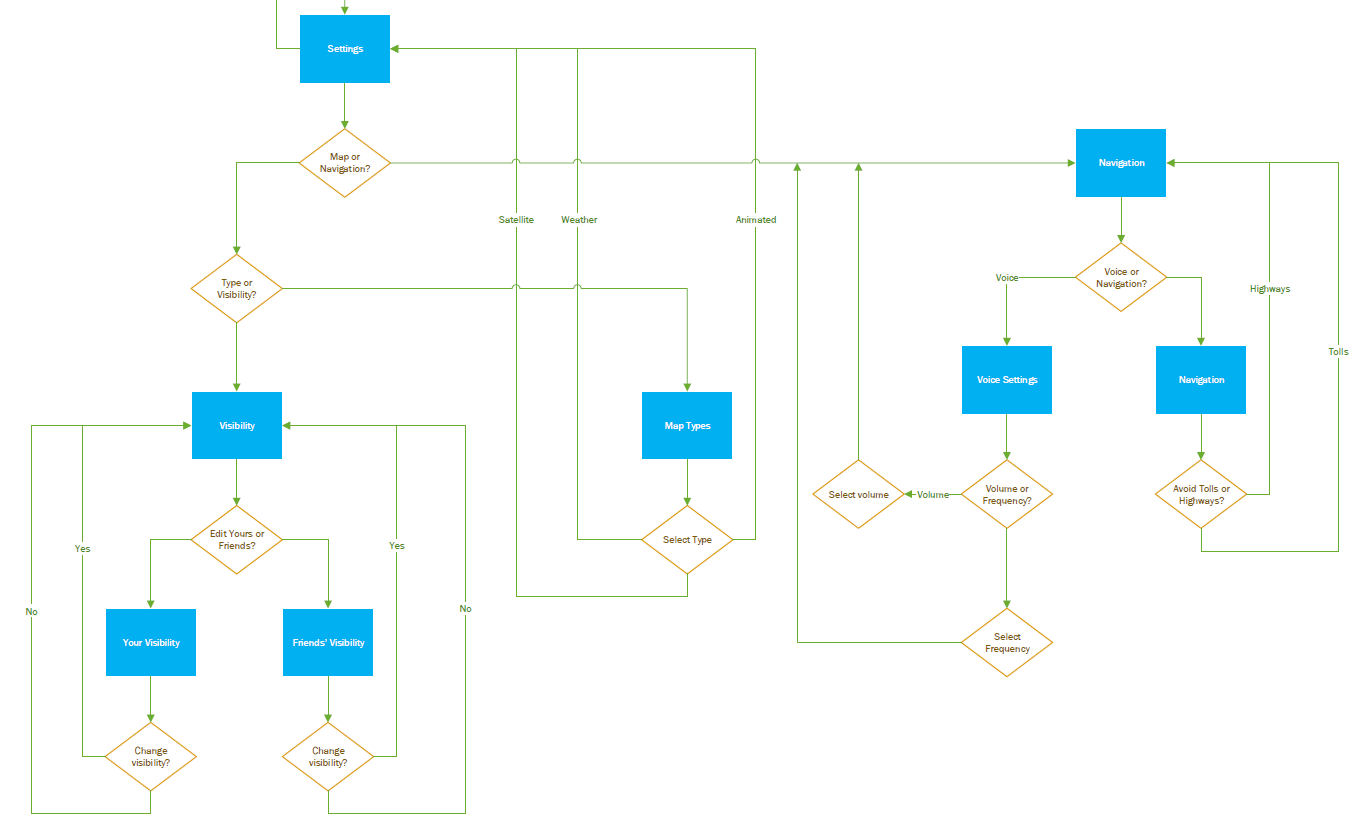 Settings
Map or
Navigation?
Navigation
Satellite
Weather
Animated
Type or
Visibility?
Voice
Voice or
Navigation?
Highways
Tolls
Voice Settings
Navigation
Visibility
Map Types
Select volume
Volume
Volume or
Frequency?
Avoid Tolls or
Highways?
Edit Yours or
Friends?
Select Type
Yes
Yes
No
No
Your Visibility
Friends' Visibility
Select
Frequency
Change
visibility?
Change
visibility?